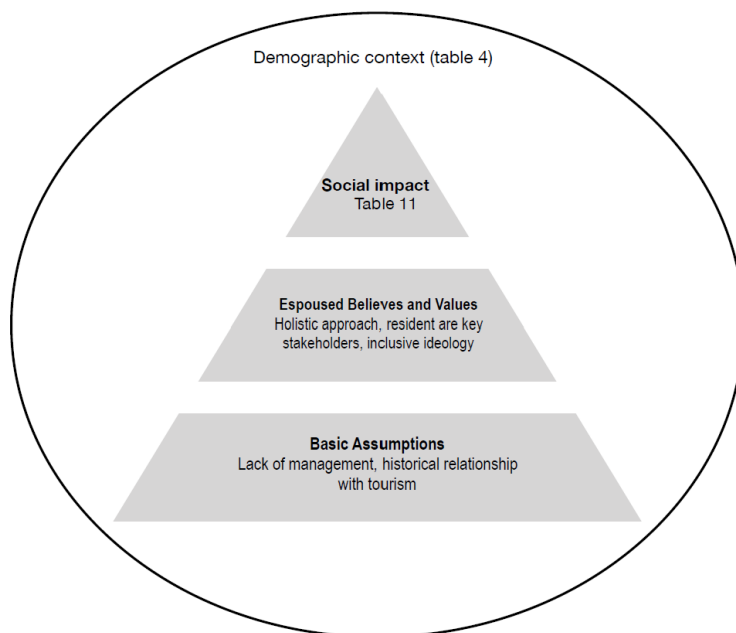 Demographic context (table 4)
Social impact
Table 11
Espoused Believes and Values
Holistic approach, resident are key
stakeholders, inclusive ideology
Basic Assumptions
Lack of management, historical relationship
with tourism